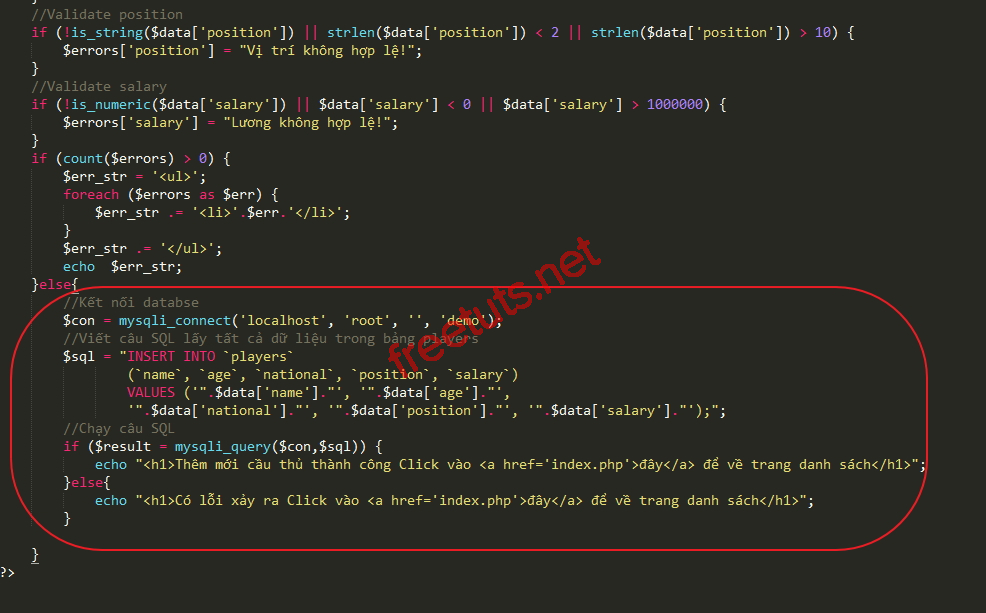 //Validate position
if (!is_string($data['position']) || strlen($data['position']) < 2 || strlen($data['position']) > 10) {
$errors['position'] = "Vị trí không hợp lệ!";
}
//Validate salary
if (!is_numeric($data['salary']) || $data['salary'] < 0 || $data['salary'] > 1000000) {
$errors['salary'] = "Lương không hợp lệ!";
}
if (count($errors) > 0) {
$err_str = '<ul>';
foreach ($errors as $err) {
$err_str .= '<li>'.$err.'</li>';
}
$err_str .= '</ul>';
echo  $err_str;
}else{
//Kết nối databse
$con = mysqli_connect('localhost', 'root', '', 'demo');
//Viết câu SQL lấy tất cả dữ liệu trong bảng players
$sql = "INSERT INTO `players`
(`name`, `age`, `national`, `position`, `salary`)
VALUES ('".$data['name']."', '".$data['age']."',
'".$data['national']."', '".$data['position']."', '".$data['salary']."');";
//Chạy câu SQL
if ($result = mysqli_query($con,$sql)) {
echo "<h1>Thêm mới cầu thủ thành công Click vào <a href='index.php'>đây</a> để về trang danh sách</h1>";
}else{
echo "<h1>Có lỗi xảy ra Click vào <a href='index.php'>đây</a> để về trang danh sách</h1>";
}
}
?>
freetuts.net